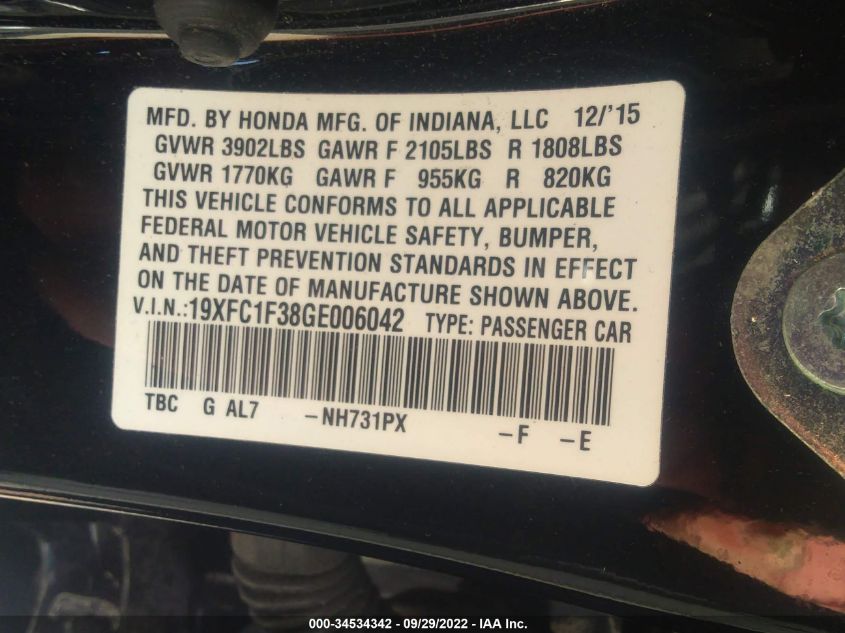 MFD. BY HONDA MFG. OF INDIANA, LLC 12/'15
GVWR 3902LBS GAWR F 2105LBS R 1808LBS
GVWR 1770KG GAWR F 955KG R 820KG
THIS VEHICLE CONFORMS TO ALL APPLICABLE
FEDERAL MOTOR VEHICLE SAFETY, BUMPER,
AND THEFT PREVENTION STANDARDS IN EFFECT
ON THE DATE OF MANUFACTURE SHOWN ABOVE.
V.I.N.:19XFC1F38GE006042 TYPE: PASSENGER CAR
TBC G AL7 –NH731PX –F –E
000-34534342 / 09/29/2022 - IAA Inc.